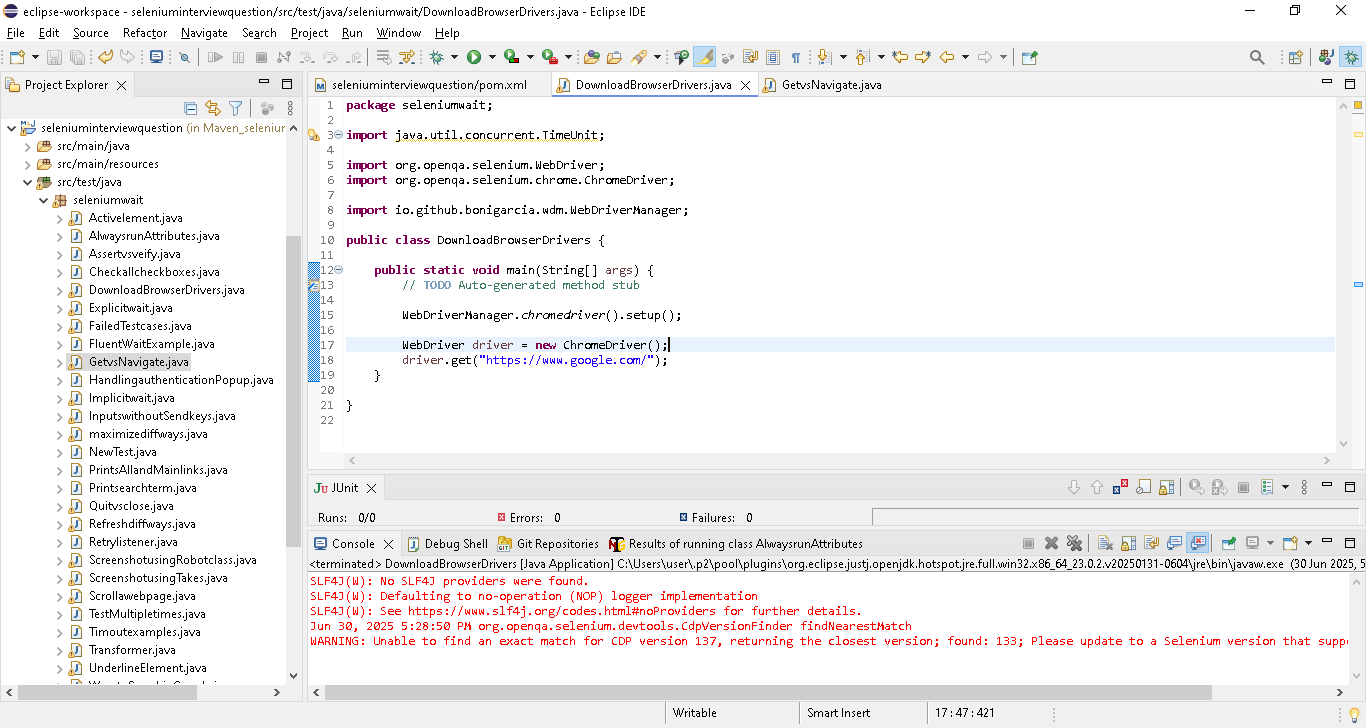 eclipse-workspace - seleniuminterviewquestion/src/test/java/seleniumwait/DownloadBrowserDrivers.java - Eclipse IDE
File Edit Source Refactor Navigate Search Project Run Window Help
Project Explorer
seleniuminterviewquestion (in Maven_selenium
src/main/java
src/main/resources
src/test/java
seleniumwait
Activelement.java
AlwaysrunAttributes.java
Assertvsveify.java
Checkallcheckboxes.java
DownloadBrowserDrivers.java
Explicitwait.java
FailedTestcases.java
FluentWaitExample.java
GetvsNavigate.java
HandlingauthenticationPopup.java
Implicitwait.java
InputswithoutSendkeys.java
maximizediffways.java
NewTest.java
PrintsAllandMainlinks.java
Printsearchterm.java
Quitvsclose.java
Refreshdiffways.java
Retrylistener.java
ScreenshotusingRobotclass.java
ScreenshotusingTakes.java
Scrollawebpage.java
TestMultipletimes.java
Timoutexamples.java
Transformer.java
UnderlineElement.java
seleniuminterviewquestion/pom.xml DownloadBrowserDrivers.java GetvsNavigate.java
1 package seleniumwait;
2
3 import java.util.concurrent.TimeUnit;
4
5 import org.openqa.selenium.WebDriver;
6 import org.openqa.selenium.chrome.ChromeDriver;
7
8 import io.github.bonigarcia.wdm.WebDriverManager;
9
10 public class DownloadBrowserDrivers {
11
12 public static void main(String[] args) {
13 // TODO Auto-generated method stub
14
15 WebDriverManager.chromedriver().setup();
16
17 WebDriver driver = new ChromeDriver();
18 driver.get("https://www.google.com/");
19 }
20
21 }
22
JUnit
Runs: 0/0 Errors: 0 Failures: 0
Console Debug Shell Git Repositories Results of running class AlwaysrunAttributes
<terminated> DownloadBrowserDrivers [Java Application] C:\Users\user\.p2\pool\plugins\org.eclipse.justj.openjdk.hotspot.jre.full.win32.x86_64_23.0.2.v20250131-0604\jre\bin\javaw.exe (30 Jun 2025, 5
SLF4J(W): No SLF4J providers were found.
SLF4J(W): Defaulting to no-operation (NOP) logger implementation
SLF4J(W): See https://www.slf4j.org/codes.html#noProviders for further details.
Jun 30, 2025 5:28:50 PM org.openqa.selenium.devtools.CdpVersionFinder findNearestMatch
WARNING: Unable to find an exact match for CDP version 137, returning the closest version; found: 133; Please update to a Selenium version that supp
Writable Smart Insert 17 : 47 : 421